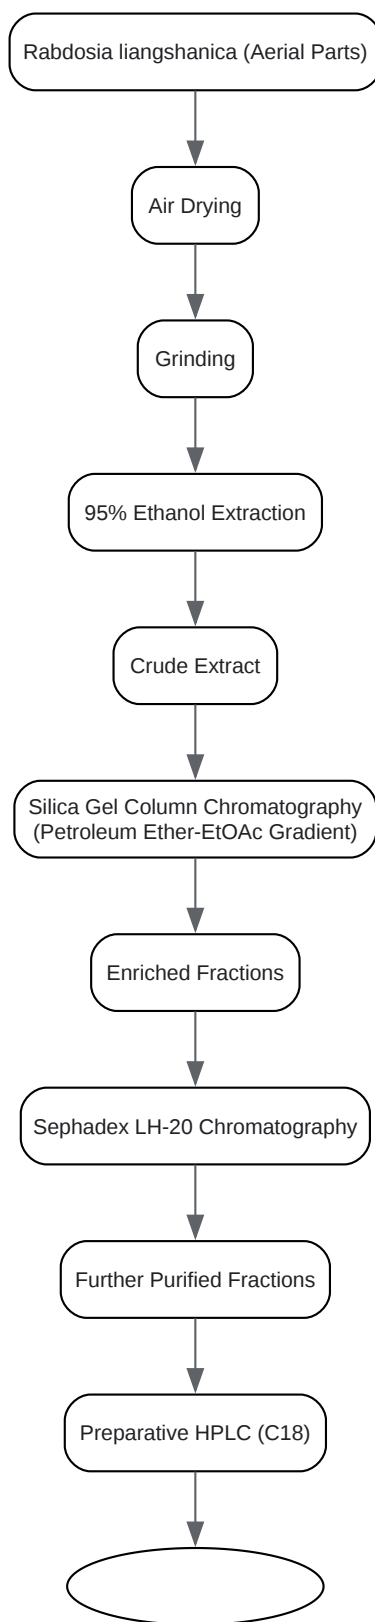 Rabdosia liangshanica (Aerial Parts)
Air Drying
Grinding
95% Ethanol Extraction
Crude Extract
Silica Gel Column Chromatography
(Petroleum Ether-EtOAc Gradient)
Enriched Fractions
Sephadex LH-20 Chromatography
Further Purified Fractions
Preparative HPLC (C18)